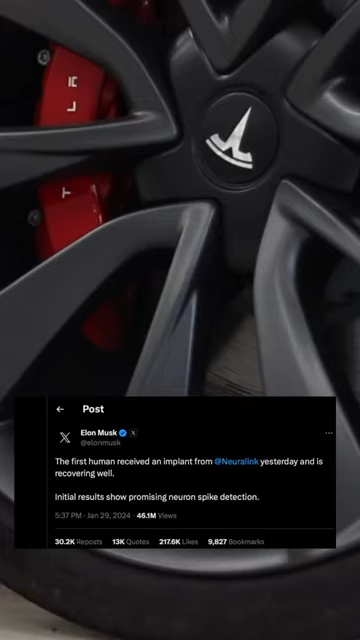 T L R
Post
Elon Musk X
@elonmusk
The first human received an implant from @Neuralink yesterday and is
recovering well.
Initial results show promising neuron spike detection.
5:37 PM · Jan 29, 2024 · 46.1M Views
30.2K Reposts 13K Quotes 217.6K Likes 9,827 Bookmarks